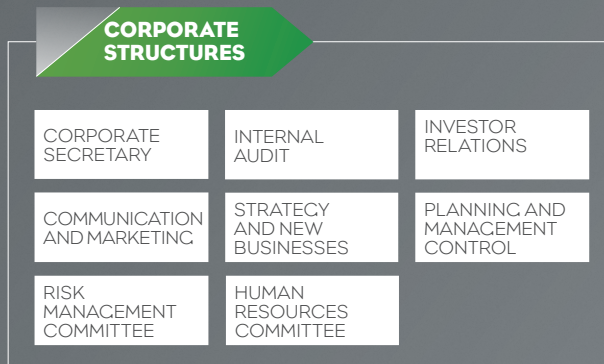 CORPORATE
STRUCTURES
CORPORATE
SECRETARY
INTERNAL
AUDIT
INVESTOR
RELATIONS
COMMUNICATION
AND MARKETING
STRATEGY
AND NEW
BUSINESSES
PLANNING AND
MANAGEMENT
CONTROL
RISK
MANAGEMENT
COMMITTEE
HUMAN
RESOURCES
COMMITTEE